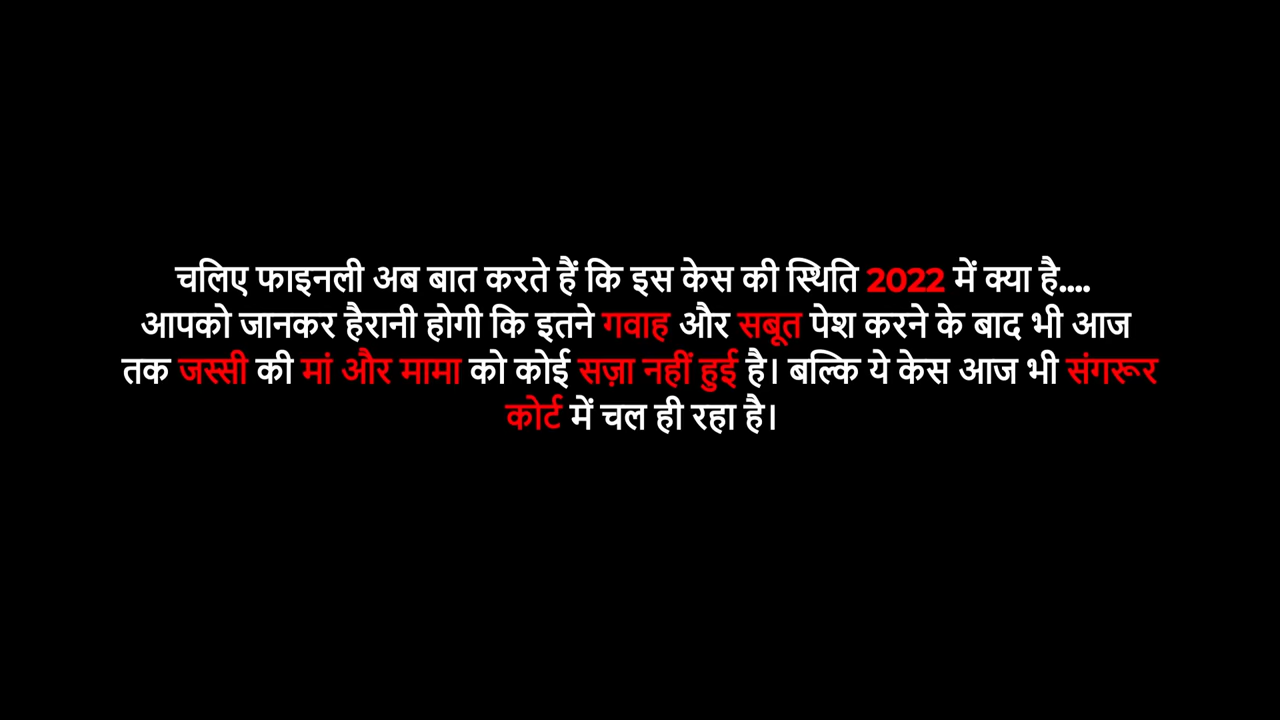 चलिए फाइनली अब बात करते हैं कि इस केस की स्थिति 2022 में क्या है....
आपको जानकर हैरानी होगी कि इतने गवाह और सबूत पेश करने के बाद भी आज
तक जस्सी की मां और मामा को कोई सज़ा नहीं हुई है। बल्कि ये केस आज भी संगरूर
कोर्ट में चल ही रहा है।